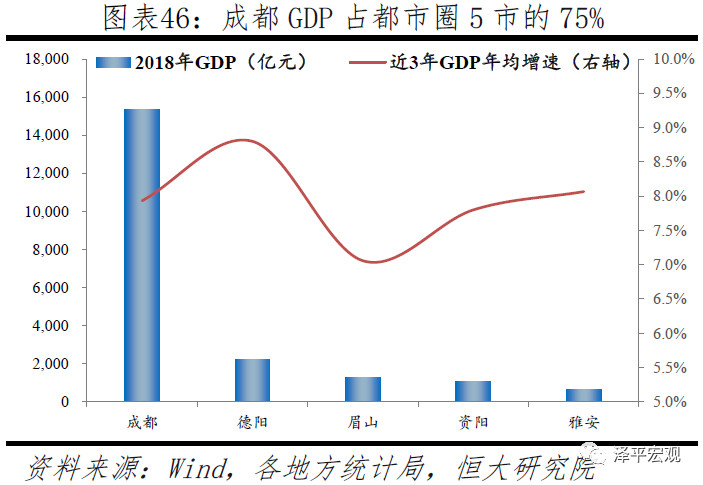 图表46：成都 GDP 占都市圈 5 市的 75%
2018年GDP（亿元） 近3年GDP年均增速（右轴）
18,000 10.0%
16,000 9.5%
14,000 9.0%
12,000 8.5%
10,000 8.0%
8,000 7.5%
6,000 7.0%
4,000 6.5%
2,000 6.0%
0 5.5%
5.0%
成都 德阳 眉山 资阳 雅安
泽平宏观
资料来源：Wind，各地方统计局，恒大研究院